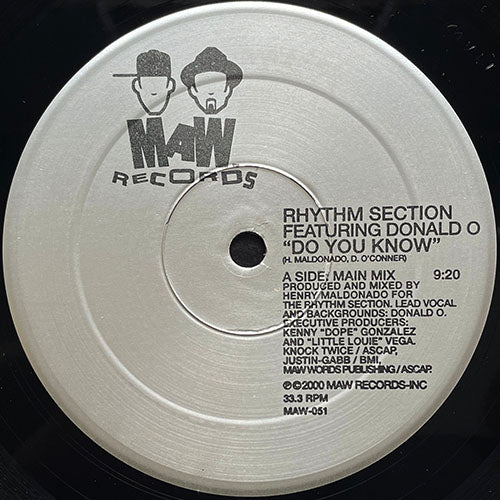 MAW
RECORDS
RHYTHM SECTION
FEATURING DONALD O
"DO YOU KNOW"
(H. MALDONADO, D. O'CONNER)
A SIDE: MAIN MIX 9:20
PRODUCED AND MIXED BY
HENRY MALDONADO FOR
THE RHYTHM SECTION. LEAD VOCAL
AND BACKGROUNDS: DONALD O.
EXECUTIVE PRODUCERS:
KENNY "DOPE" GONZALEZ
AND "LITTLE LOUIE" VEGA.
KNOCK TWICE / ASCAP,
JUSTIN-GABB / BMI,
MAW WORDS PUBLISHING / ASCAP.
℗©2000 MAW RECORDS-INC
33.3 RPM
MAW-051